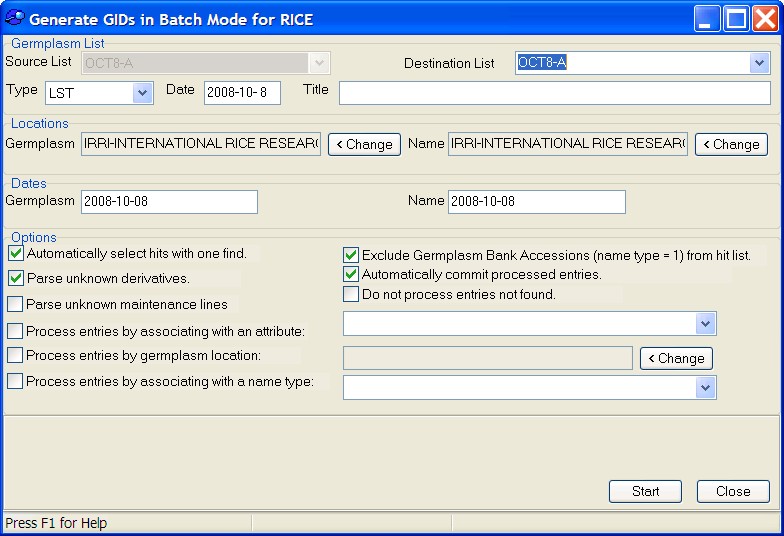 Generate GIDs in Batch Mode for RICE
Germplasm List
Source List OCT8-A Destination List OCT8-A
Type LST Date 2008-10- 8 Title
Locations
Germplasm IRRI-INTERNATIONAL RICE RESEARC < Change Name IRRI-INTERNATIONAL RICE RESEARC < Change
Dates
Germplasm 2008-10-08 Name 2008-10-08
Options
Automatically select hits with one find.
Exclude Germplasm Bank Accessions (name type = 1) from hit list.
Parse unknown derivatives.
Automatically commit processed entries.
Parse unknown maintenance lines
Do not process entries not found.
Process entries by associating with an attribute:
Process entries by germplasm location: < Change
Process entries by associating with a name type:
Start Close
Press F1 for Help